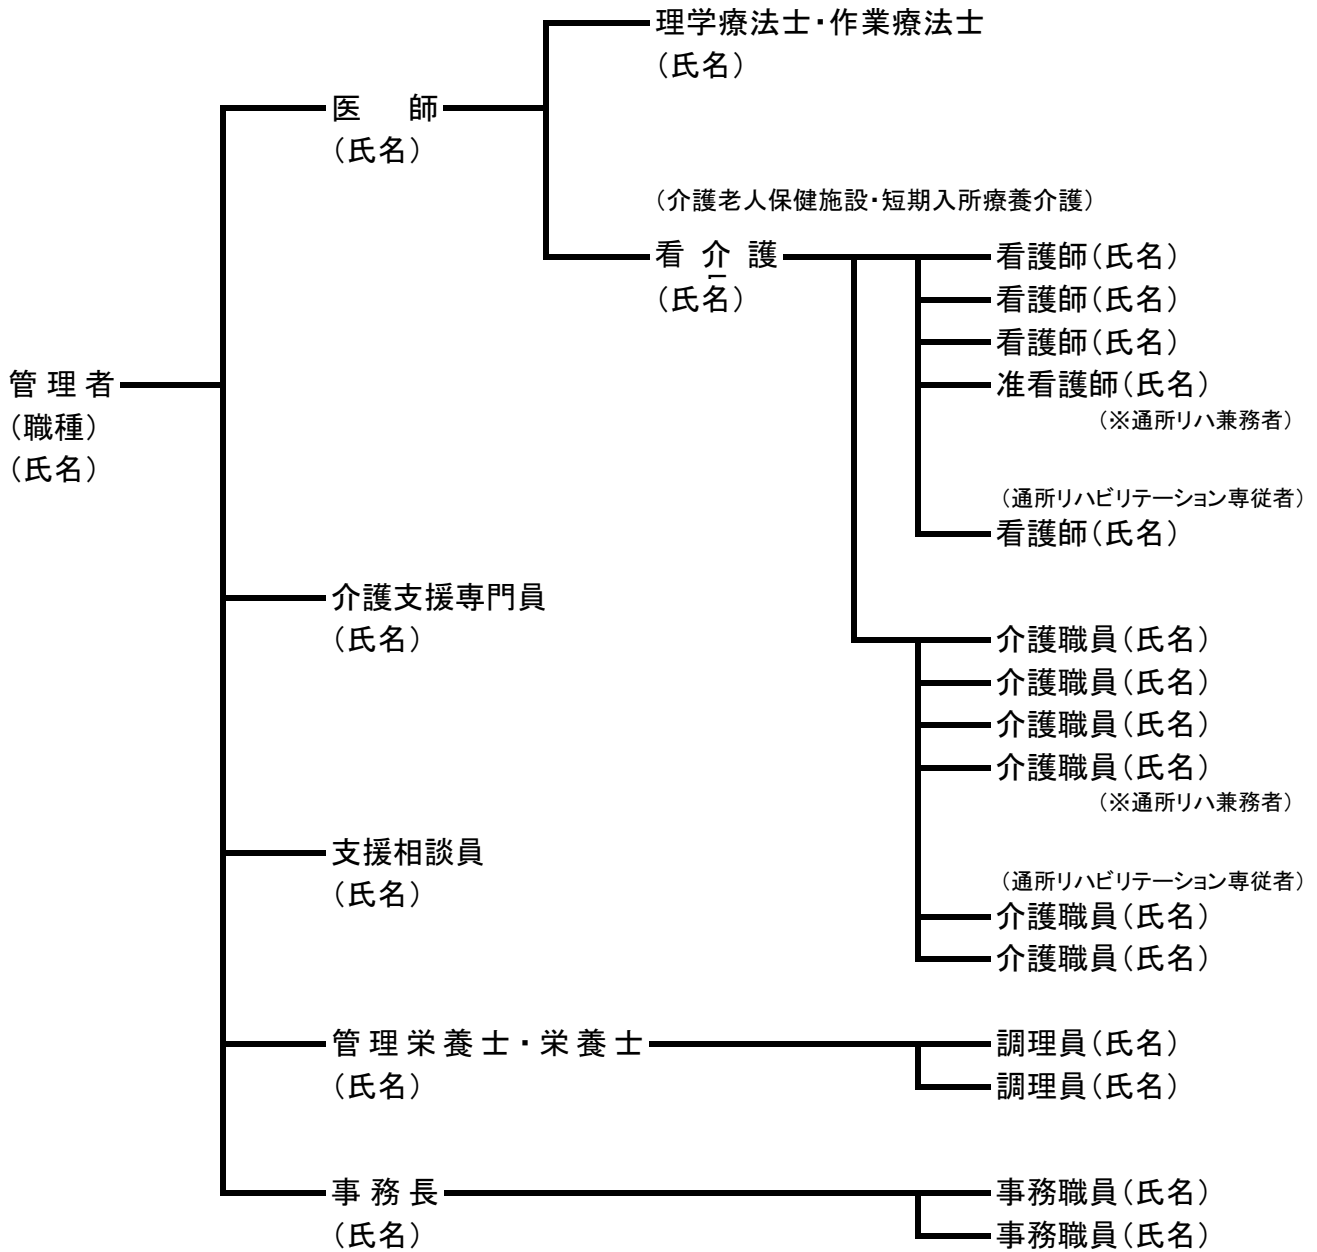 理学療法士・作業療法士
(氏名)
医 師
(氏名)
(介護老人保健施設・短期入所療養介護)
看 介 護
(氏名)
看護師(氏名)
看護師(氏名)
看護師(氏名)
准看護師(氏名)
(※通所リハ兼務者)
(通所リハビリテーション専従者)
看護師(氏名)
管 理 者
(職種)
(氏名)
介護支援専門員
(氏名)
介護職員(氏名)
介護職員(氏名)
介護職員(氏名)
介護職員(氏名)
(※通所リハ兼務者)
(通所リハビリテーション専従者)
介護職員(氏名)
介護職員(氏名)
支援相談員
(氏名)
管 理 栄 養 士 ・ 栄 養 士
(氏名)
調理員(氏名)
調理員(氏名)
事 務 長
(氏名)
事務職員(氏名)
事務職員(氏名)